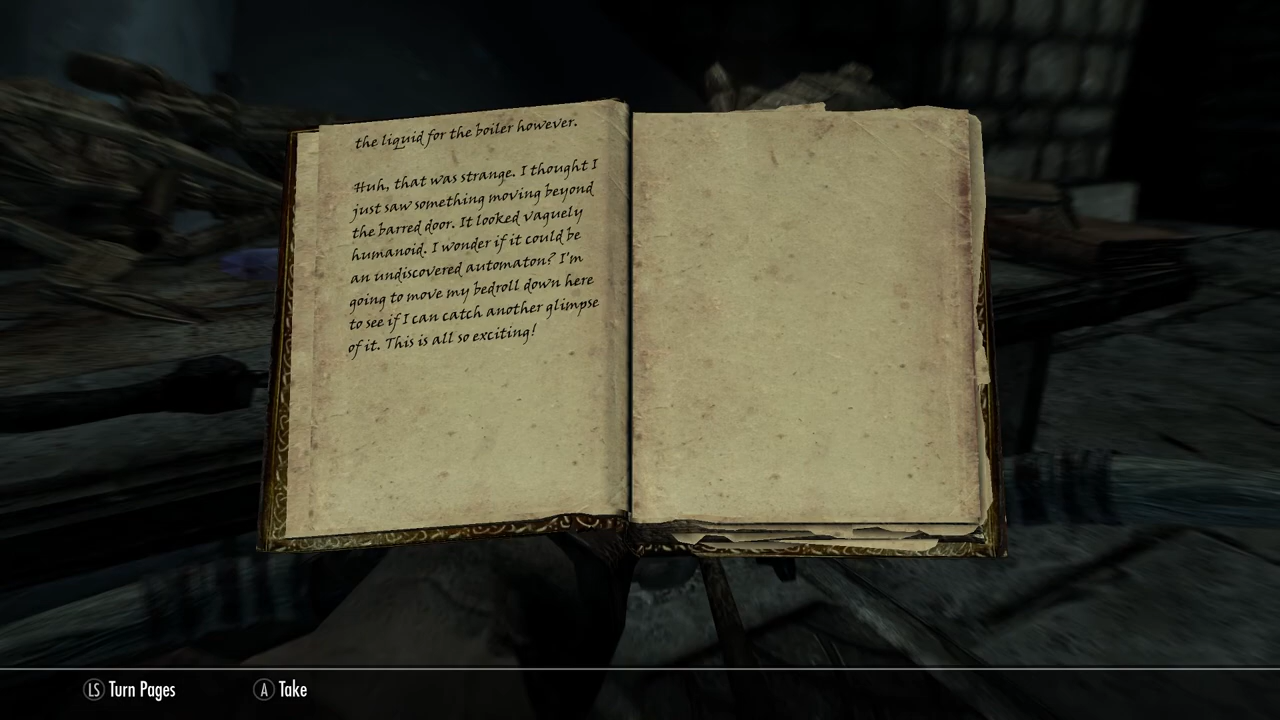 the liquid for the boiler however.
Huh, that was strange. I thought I
just saw something moving beyond
the barred door. It looked vaguely
humanoid. I wonder if it could be
an undiscovered automaton? I'm
going to move my bedroll down here
to see if I can catch another glimpse
of it. This is all so exciting!
LS Turn Pages
A Take